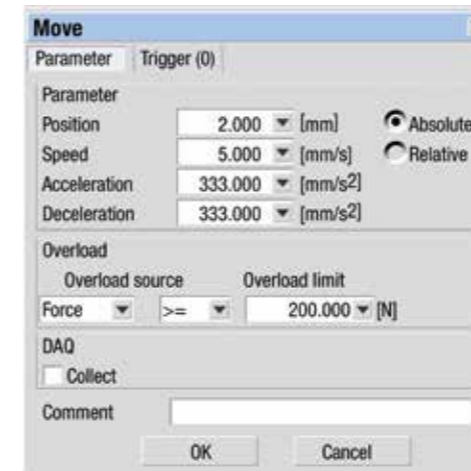 Move
Parameter Trigger (0)
Parameter
Position 2.000 [mm] Absolute
Speed 5.000 [mm/s] Relative
Acceleration 333.000 [mm/s2]
Deceleration 333.000 [mm/s2]
Overload
Overload source Overload limit
Force >= 200.000 [N]
DAQ
Collect
Comment
OK Cancel